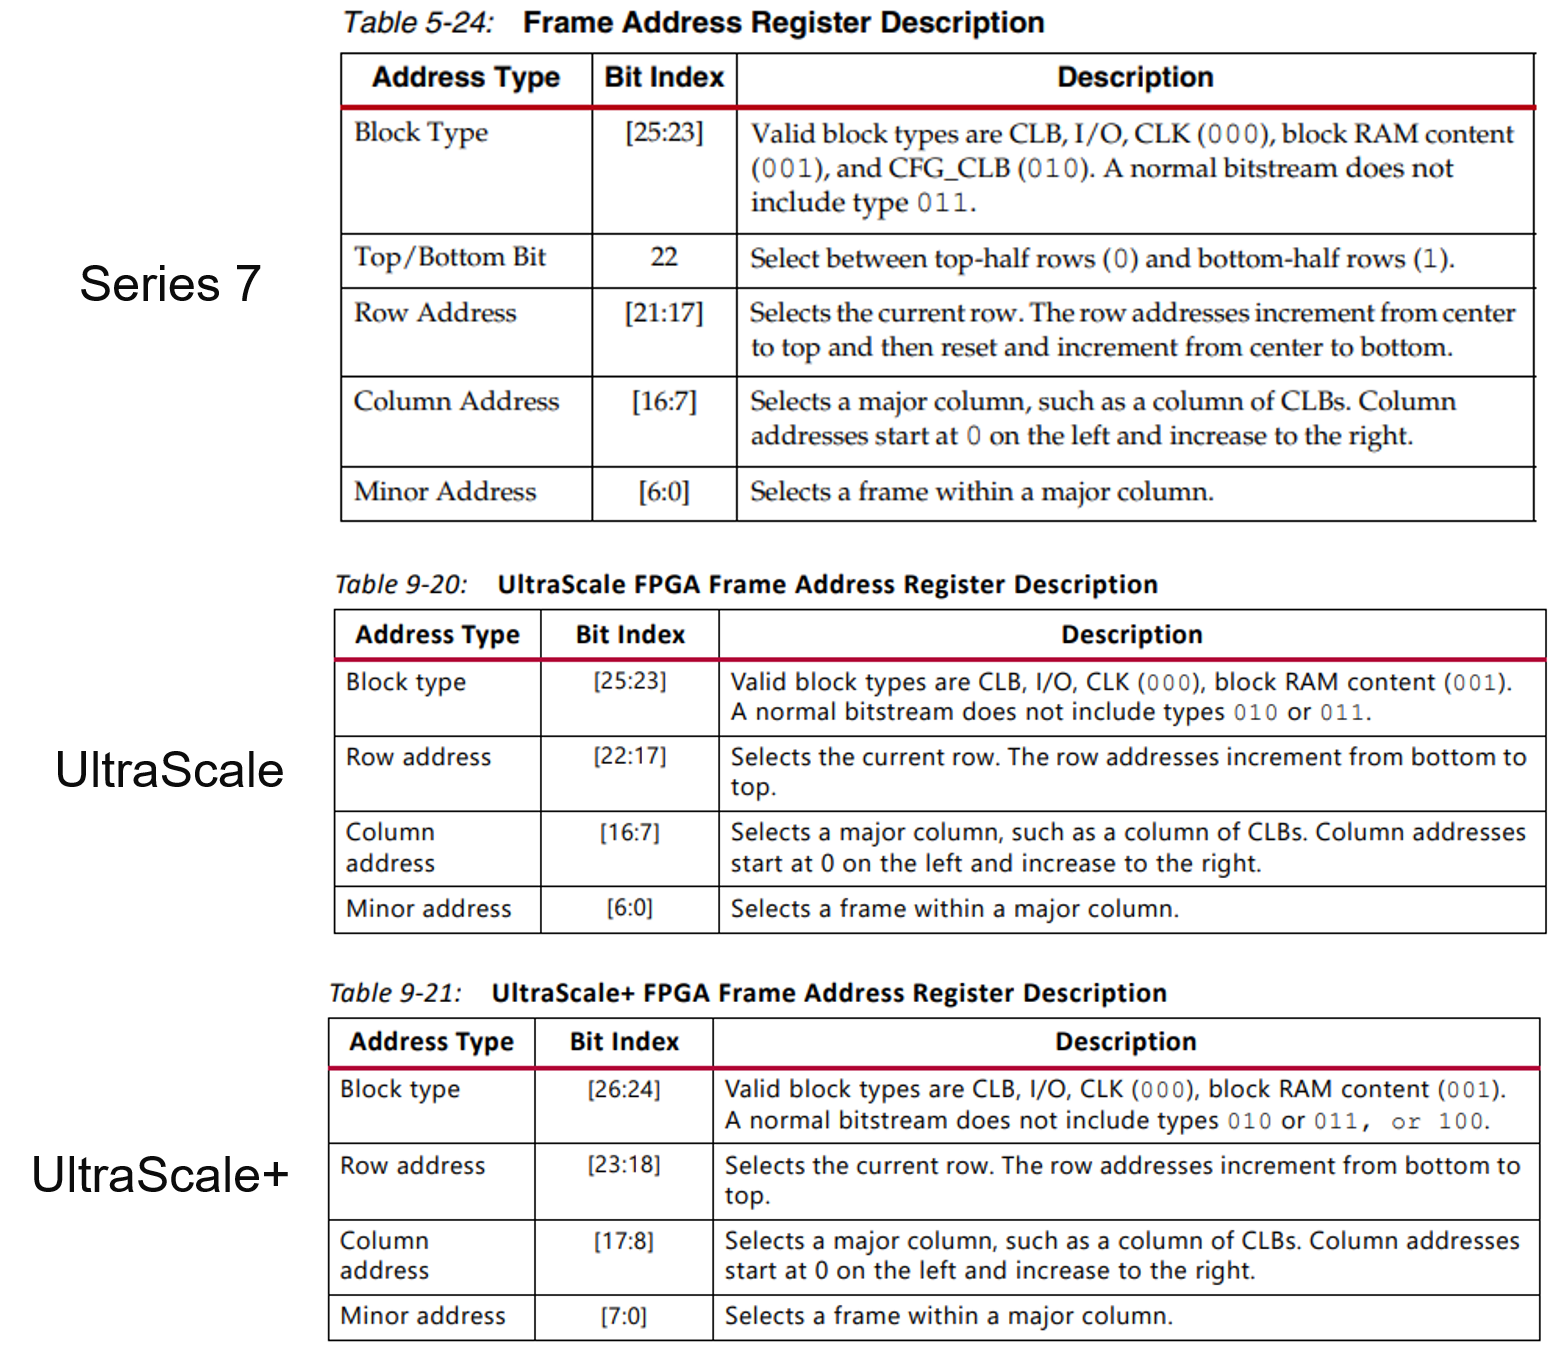 Table 5-24: Frame Address Register Description
Address Type Bit Index Description
Block Type [25:23] Valid block types are CLB, I/O, CLK (000), block RAM content
(001), and CFG_CLB (010). A normal bitstream does not
include type 011.
Series 7
Top/Bottom Bit 22 Select between top-half rows (0) and bottom-half rows (1).
Row Address [21:17] Selects the current row. The row addresses increment from center
to top and then reset and increment from center to bottom.
Column Address [16:7] Selects a major column, such as a column of CLBs. Column
addresses start at 0 on the left and increase to the right.
Minor Address [6:0] Selects a frame within a major column.
Table 9-20: UltraScale FPGA Frame Address Register Description
Address Type Bit Index Description
Block type [25:23] Valid block types are CLB, I/O, CLK (000), block RAM content (001).
A normal bitstream does not include types 010 or 011.
UltraScale
Row address [22:17] Selects the current row. The row addresses increment from bottom to
top.
Column [16:7] Selects a major column, such as a column of CLBs. Column addresses
address start at 0 on the left and increase to the right.
Minor address [6:0] Selects a frame within a major column.
Table 9-21: UltraScale+ FPGA Frame Address Register Description
Address Type Bit Index Description
Block type [26:24] Valid block types are CLB, I/O, CLK (000), block RAM content (001).
A normal bitstream does not include types 010 or 011, or 100.
UltraScale+
Row address [23:18] Selects the current row. The row addresses increment from bottom to
top.
Column [17:8] Selects a major column, such as a column of CLBs. Column addresses
address start at 0 on the left and increase to the right.
Minor address [7:0] Selects a frame within a major column.